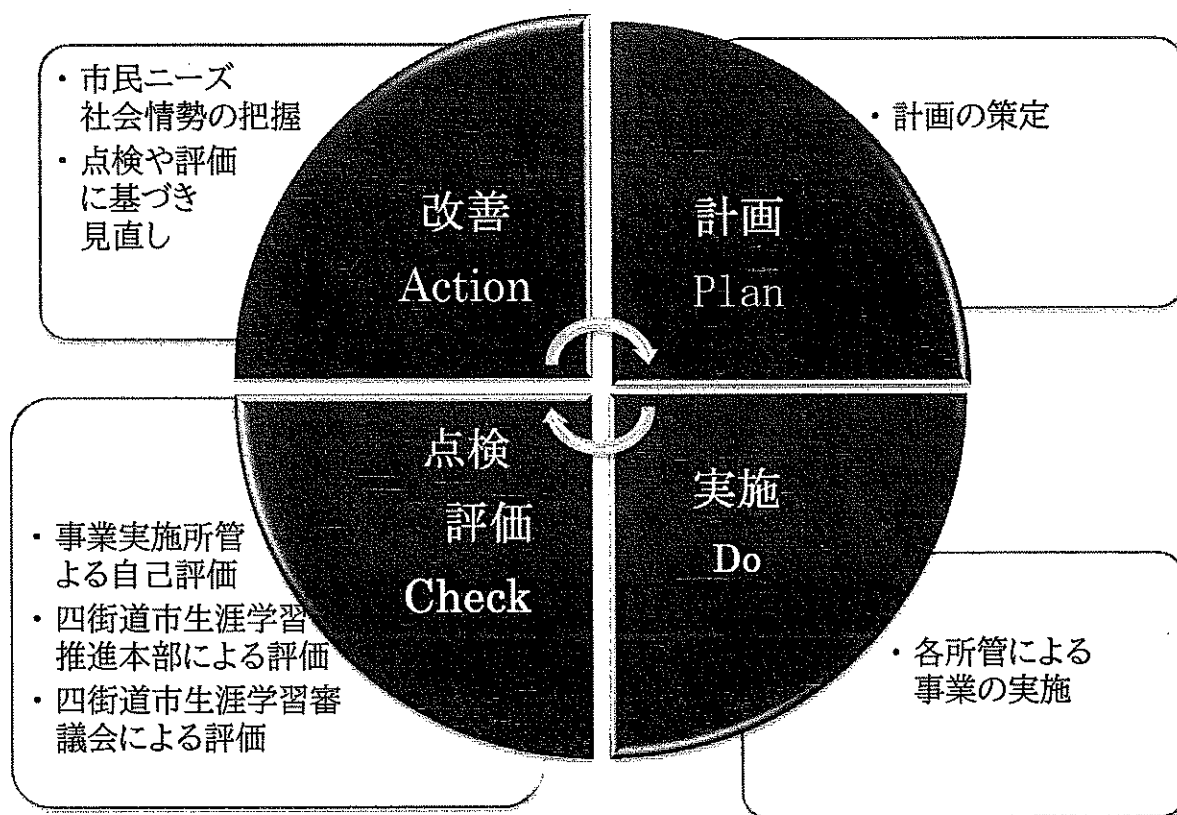 ・市民ニーズ
社会情勢の把握
・点検や評価
に基づき
見直し
改善
Action
・計画の策定
計画
Plan
点検
評価
Check
・事業実施所管
よる自己評価
・四街道市生涯学習
推進本部による評価
・四街道市生涯学習審
議会による評価
実施
Do
・各所管による
事業の実施